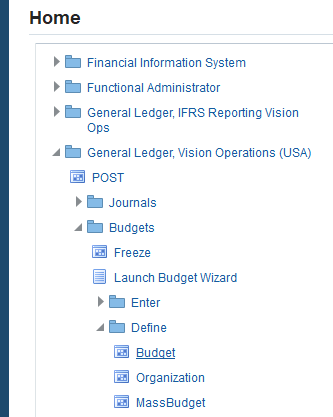 Home
Financial Information System
Functional Administrator
General Ledger, IFRS Reporting Vision
Ops
General Ledger, Vision Operations (USA)
POST
Journals
Budgets
Freeze
Launch Budget Wizard
Enter
Define
Budget
Organization
MassBudget